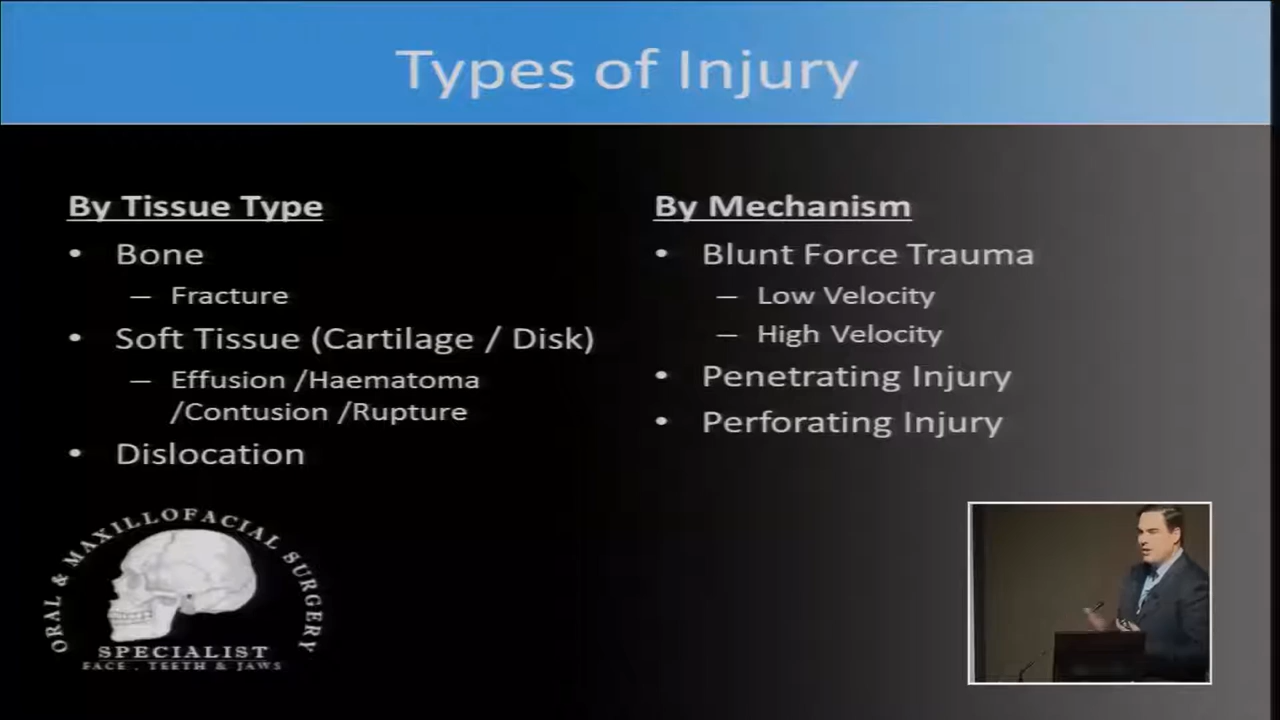 Types of Injury
By Tissue Type
• Bone
– Fracture
• Soft Tissue (Cartilage / Disk)
– Effusion /Haematoma
/Contusion /Rupture
• Dislocation
By Mechanism
• Blunt Force Trauma
– Low Velocity
– High Velocity
• Penetrating Injury
• Perforating Injury
ORAL & MAXILLOFACIAL SURGERY
SPECIALIST
FACE . TEETH & JAWS